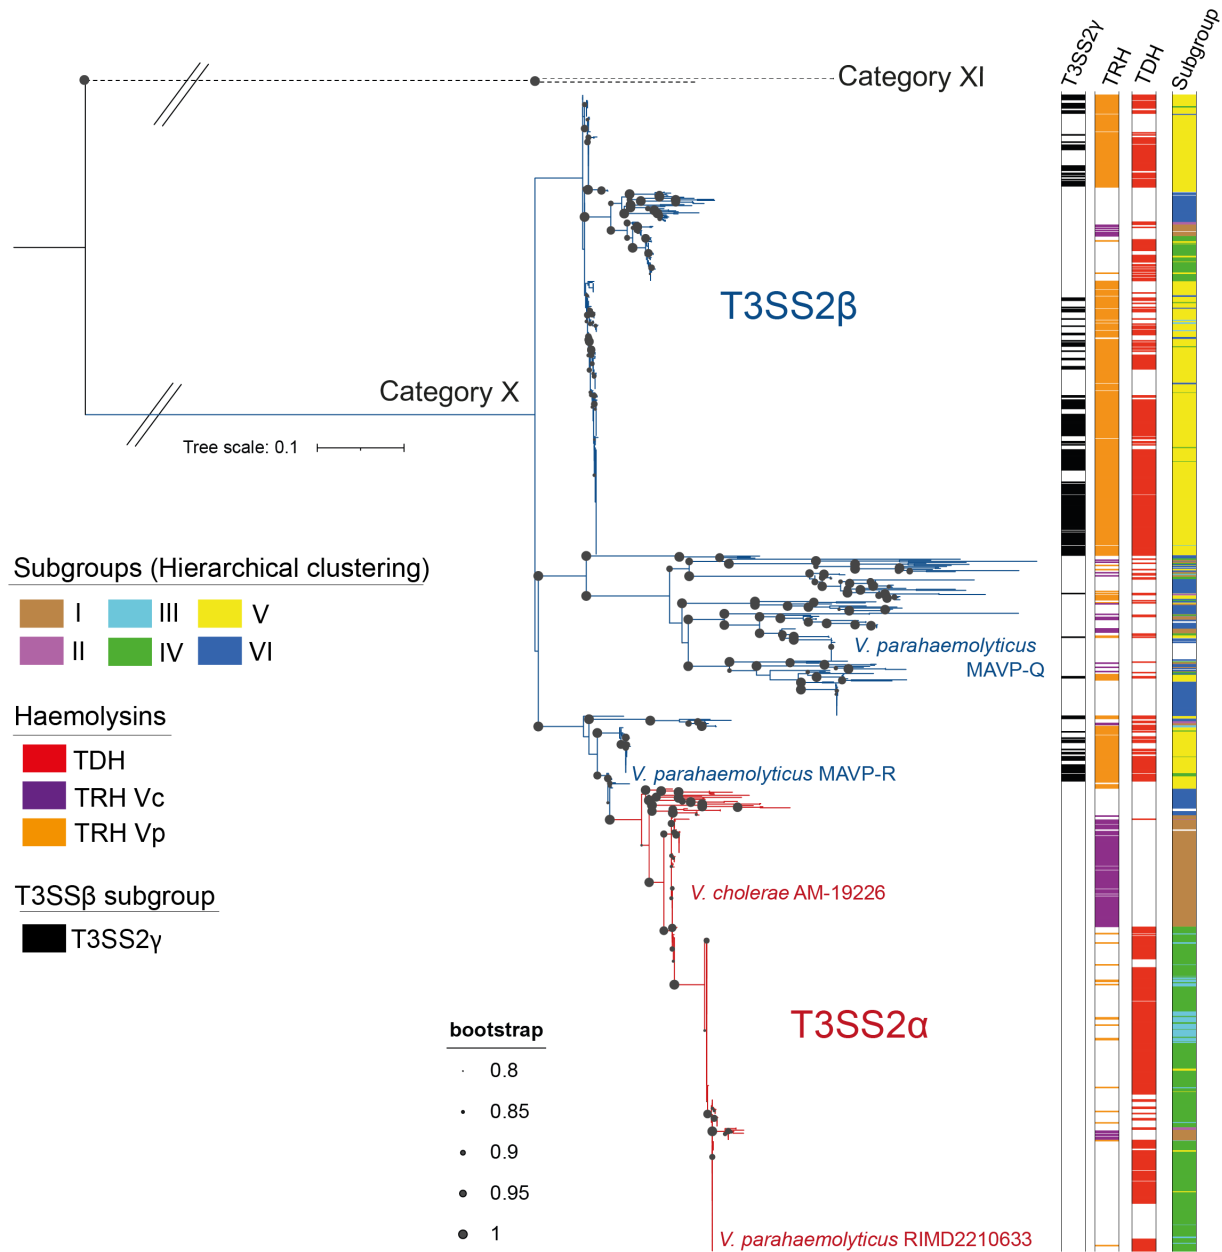 T3SS2γ
TRH
TDH
Subgroup
Category XI
T3SS2β
Category X
Tree scale: 0.1
Subgroups (Hierarchical clustering)
I III V
II IV VI
V. parahaemolyticus
MAVP-Q
Haemolysins
TDH
TRH Vc
TRH Vp
V. parahaemolyticus MAVP-R
T3SSβ subgroup
T3SS2γ
V. cholerae AM-19226
T3SS2α
bootstrap
0.8
0.85
0.9
0.95
1
V. parahaemolyticus RIMD2210633